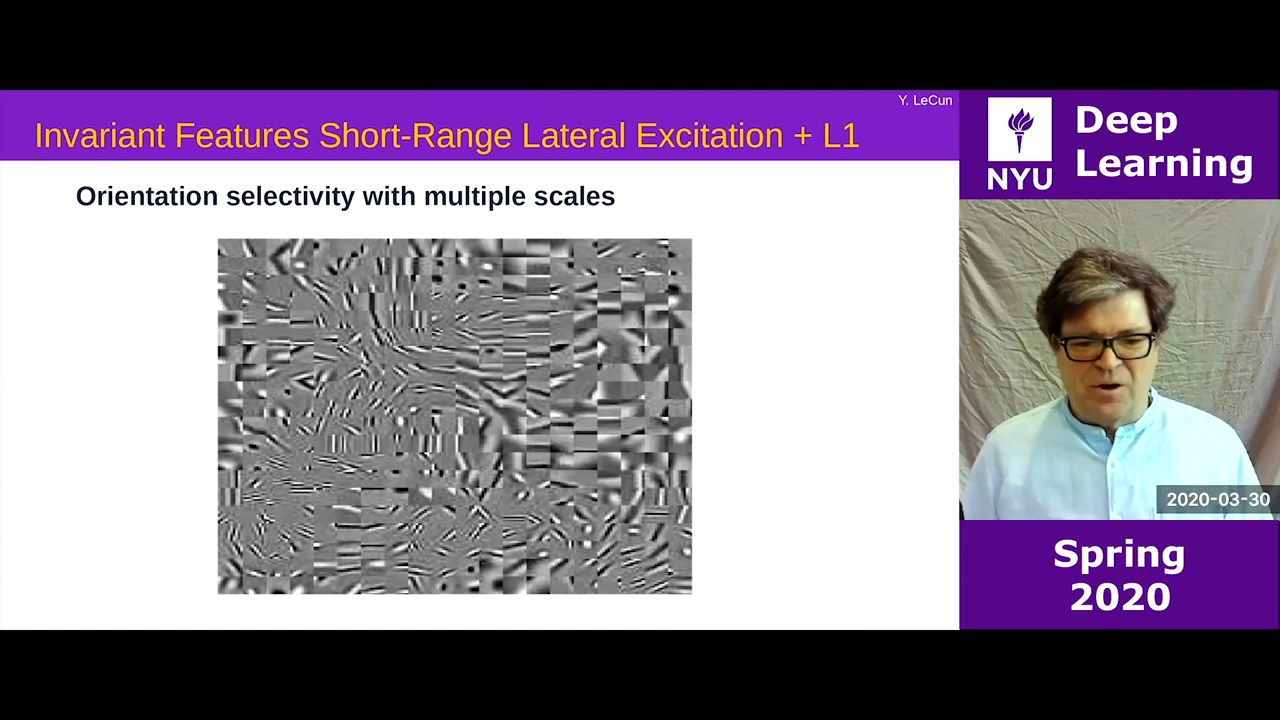 Y. LeCun
Invariant Features Short-Range Lateral Excitation + L1
Orientation selectivity with multiple scales
NYU
Deep
Learning
2020-03-30
Spring
2020